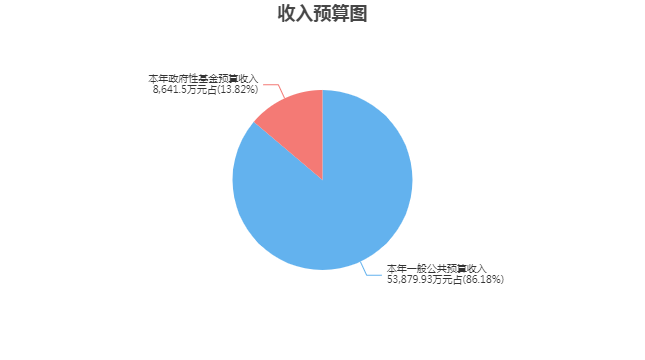 收入预算图
本年政府性基金预算收入
8,641.5万元占(13.82%)
本年一般公共预算收入
53,879.93万元占(86.18%)